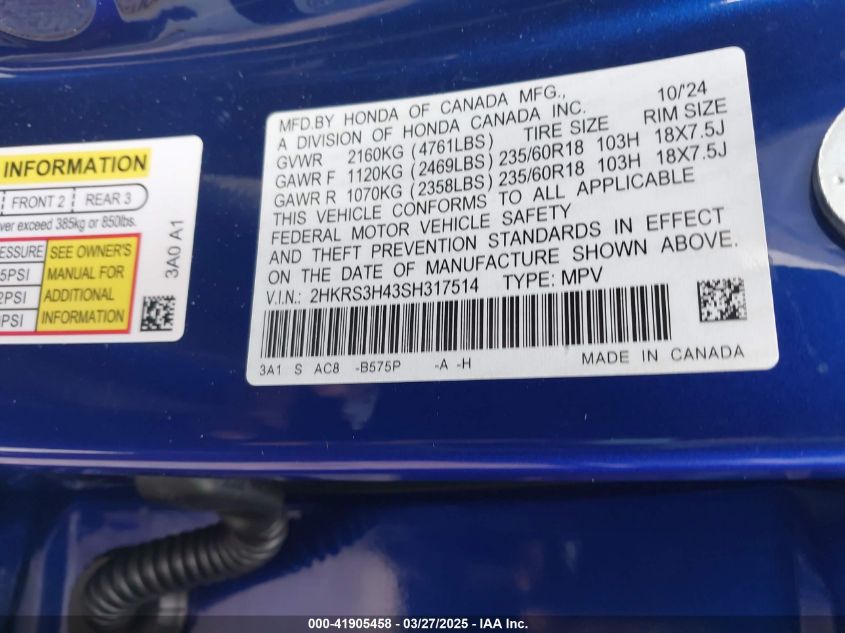 INFORMATION
FRONT 2 REAR 3
exceed 385kg or 850lbs.
SEE OWNER'S
MANUAL FOR
ADDITIONAL
INFORMATION
PSI
3A0 A1
MFD.BY HONDA OF CANADA MFG., 10/'24
A DIVISION OF HONDA CANADA INC.
TIRE SIZE RIM SIZE
GVWR 2160KG (4761LBS)
GAWR F 1120KG (2469LBS) 235/60R18 103H 18X7.5J
GAWR R 1070KG (2358LBS) 235/60R18 103H 18X7.5J
THIS VEHICLE CONFORMS TO ALL APPLICABLE
FEDERAL MOTOR VEHICLE SAFETY
AND THEFT PREVENTION STANDARDS IN EFFECT
ON THE DATE OF MANUFACTURE SHOWN ABOVE.
V.I.N.: 2HKRS3H43SH317514 TYPE: MPV
3A1 S AC8 -B575P -A -H MADE IN CANADA
000-41905458 - 03/27/2025 - IAA Inc.